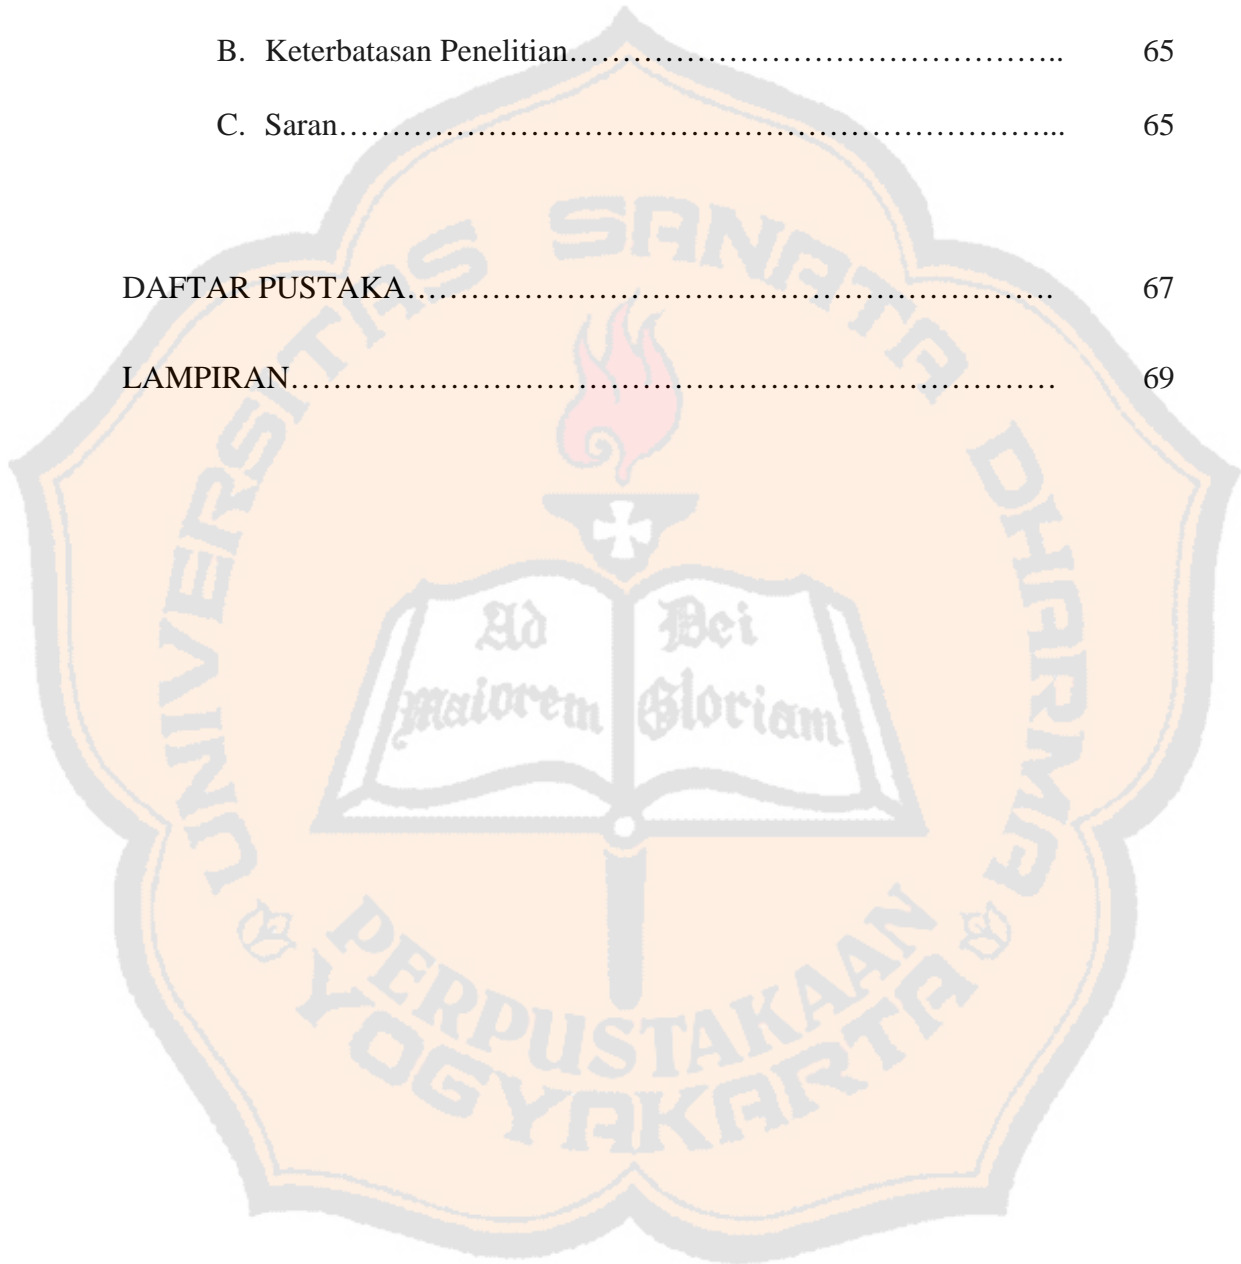 B. Keterbatasan Penelitian………………………………………….. 65
C. Saran…………………………………………………………... 65
DAFTAR PUSTAKA………………………………………………………. 67
LAMPIRAN………………………………………………………………… 69
UNIVERSITAS SANATA DHARMA
Ad Dei
maiorem Gloriam
PERPUSTAKAAN
YOGYAKARTA